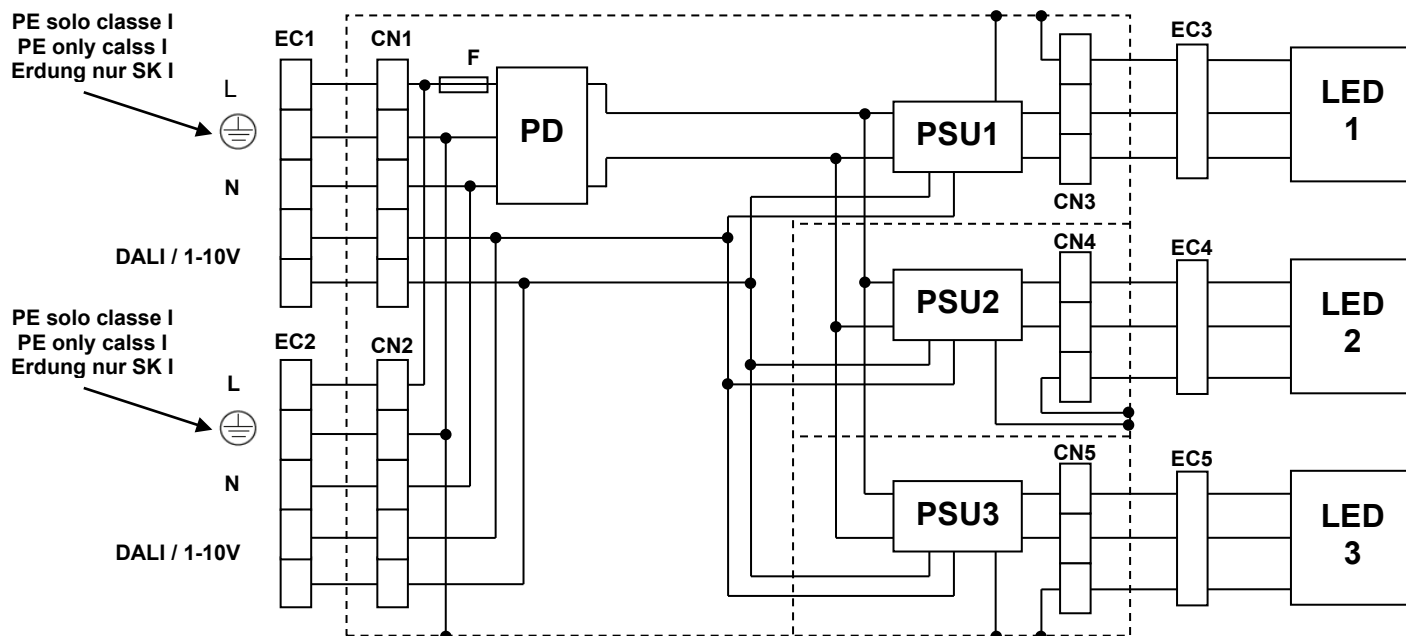 PE solo classe I
PE only calss I
Erdung nur SK I
EC1
CN1
F
EC3
L
PD
PSU1
LED
1
N
CN3
DALI / 1-10V
CN4
EC4
PSU2
LED
2
PE solo classe I
PE only calss I
Erdung nur SK I
EC2
CN2
L
N
CN5
EC5
PSU3
LED
3
DALI / 1-10V